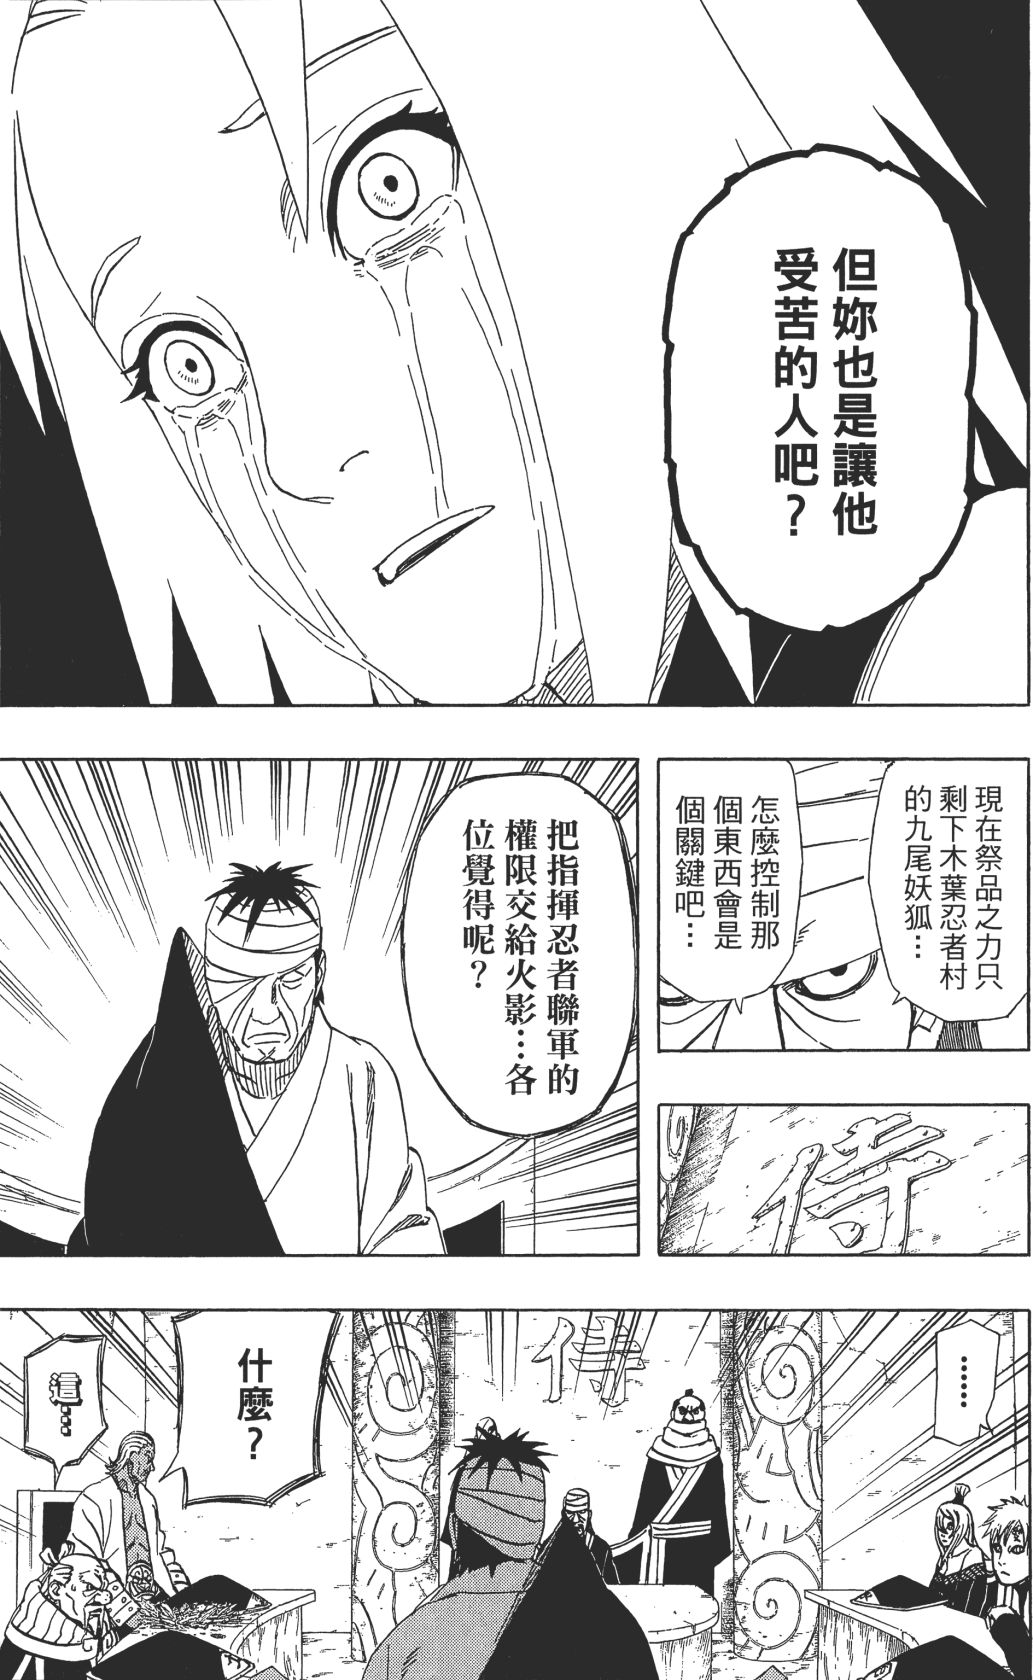 但妳也是讓他
受苦的人吧？
現在祭品之力只
剩下木葉忍者村
的九尾妖狐…
怎麼控制那
個東西會是
個關鍵吧…
把指揮忍者聯軍的
權限交給火影…各
位覺得呢？
侍
……
侍
什麼？
這…